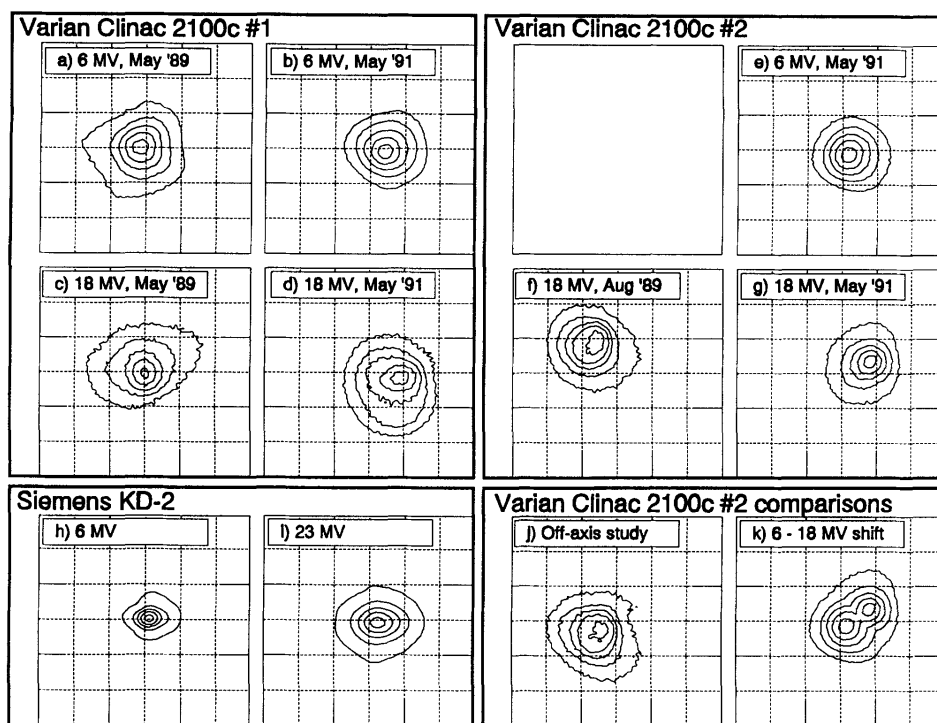 Varian Clinac 2100c #1
a) 6 MV, May '89
b) 6 MV, May '91
c) 18 MV, May '89
d) 18 MV, May '91
Varian Clinac 2100c #2
e) 6 MV, May '91
f) 18 MV, Aug '89
g) 18 MV, May '91
Siemens KD-2
h) 6 MV
i) 23 MV
Varian Clinac 2100c #2 comparisons
j) Off-axis study
k) 6 - 18 MV shift